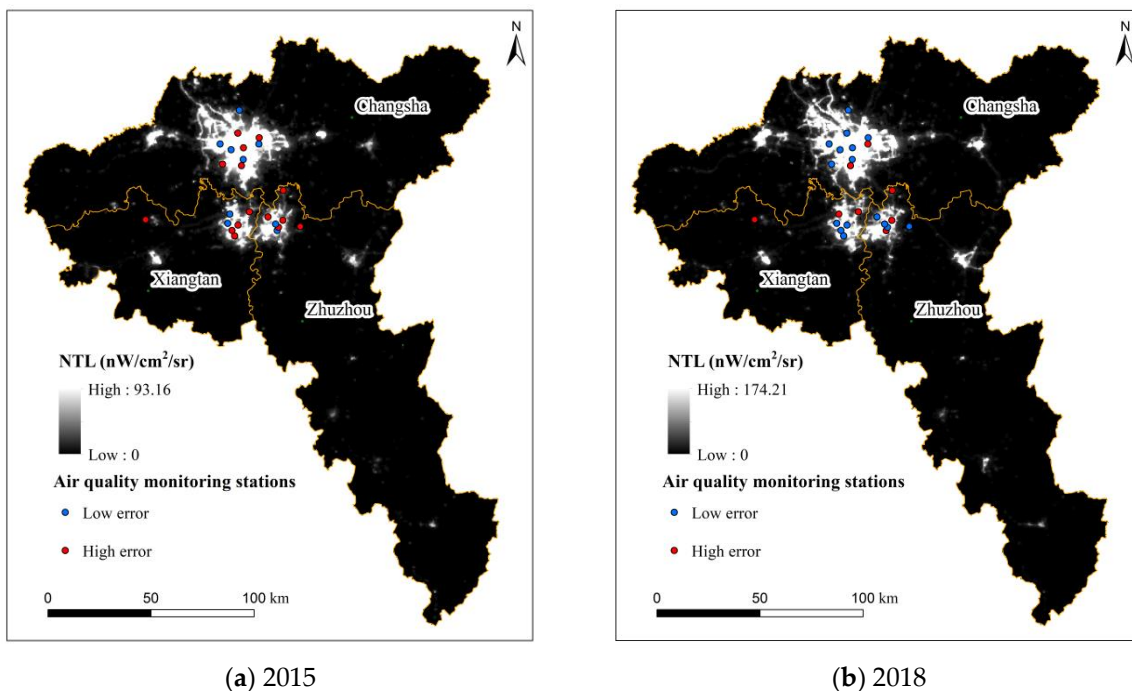 N
Changsha
Xiangtan
Zhuzhou
NTL (nW/cm²/sr)
High : 93.16
Low : 0
Air quality monitoring stations
Low error
High error
0 50 100 km
(a) 2015
N
Changsha
Xiangtan
Zhuzhou
NTL (nW/cm²/sr)
High : 174.21
Low : 0
Air quality monitoring stations
Low error
High error
0 50 100 km
(b) 2018